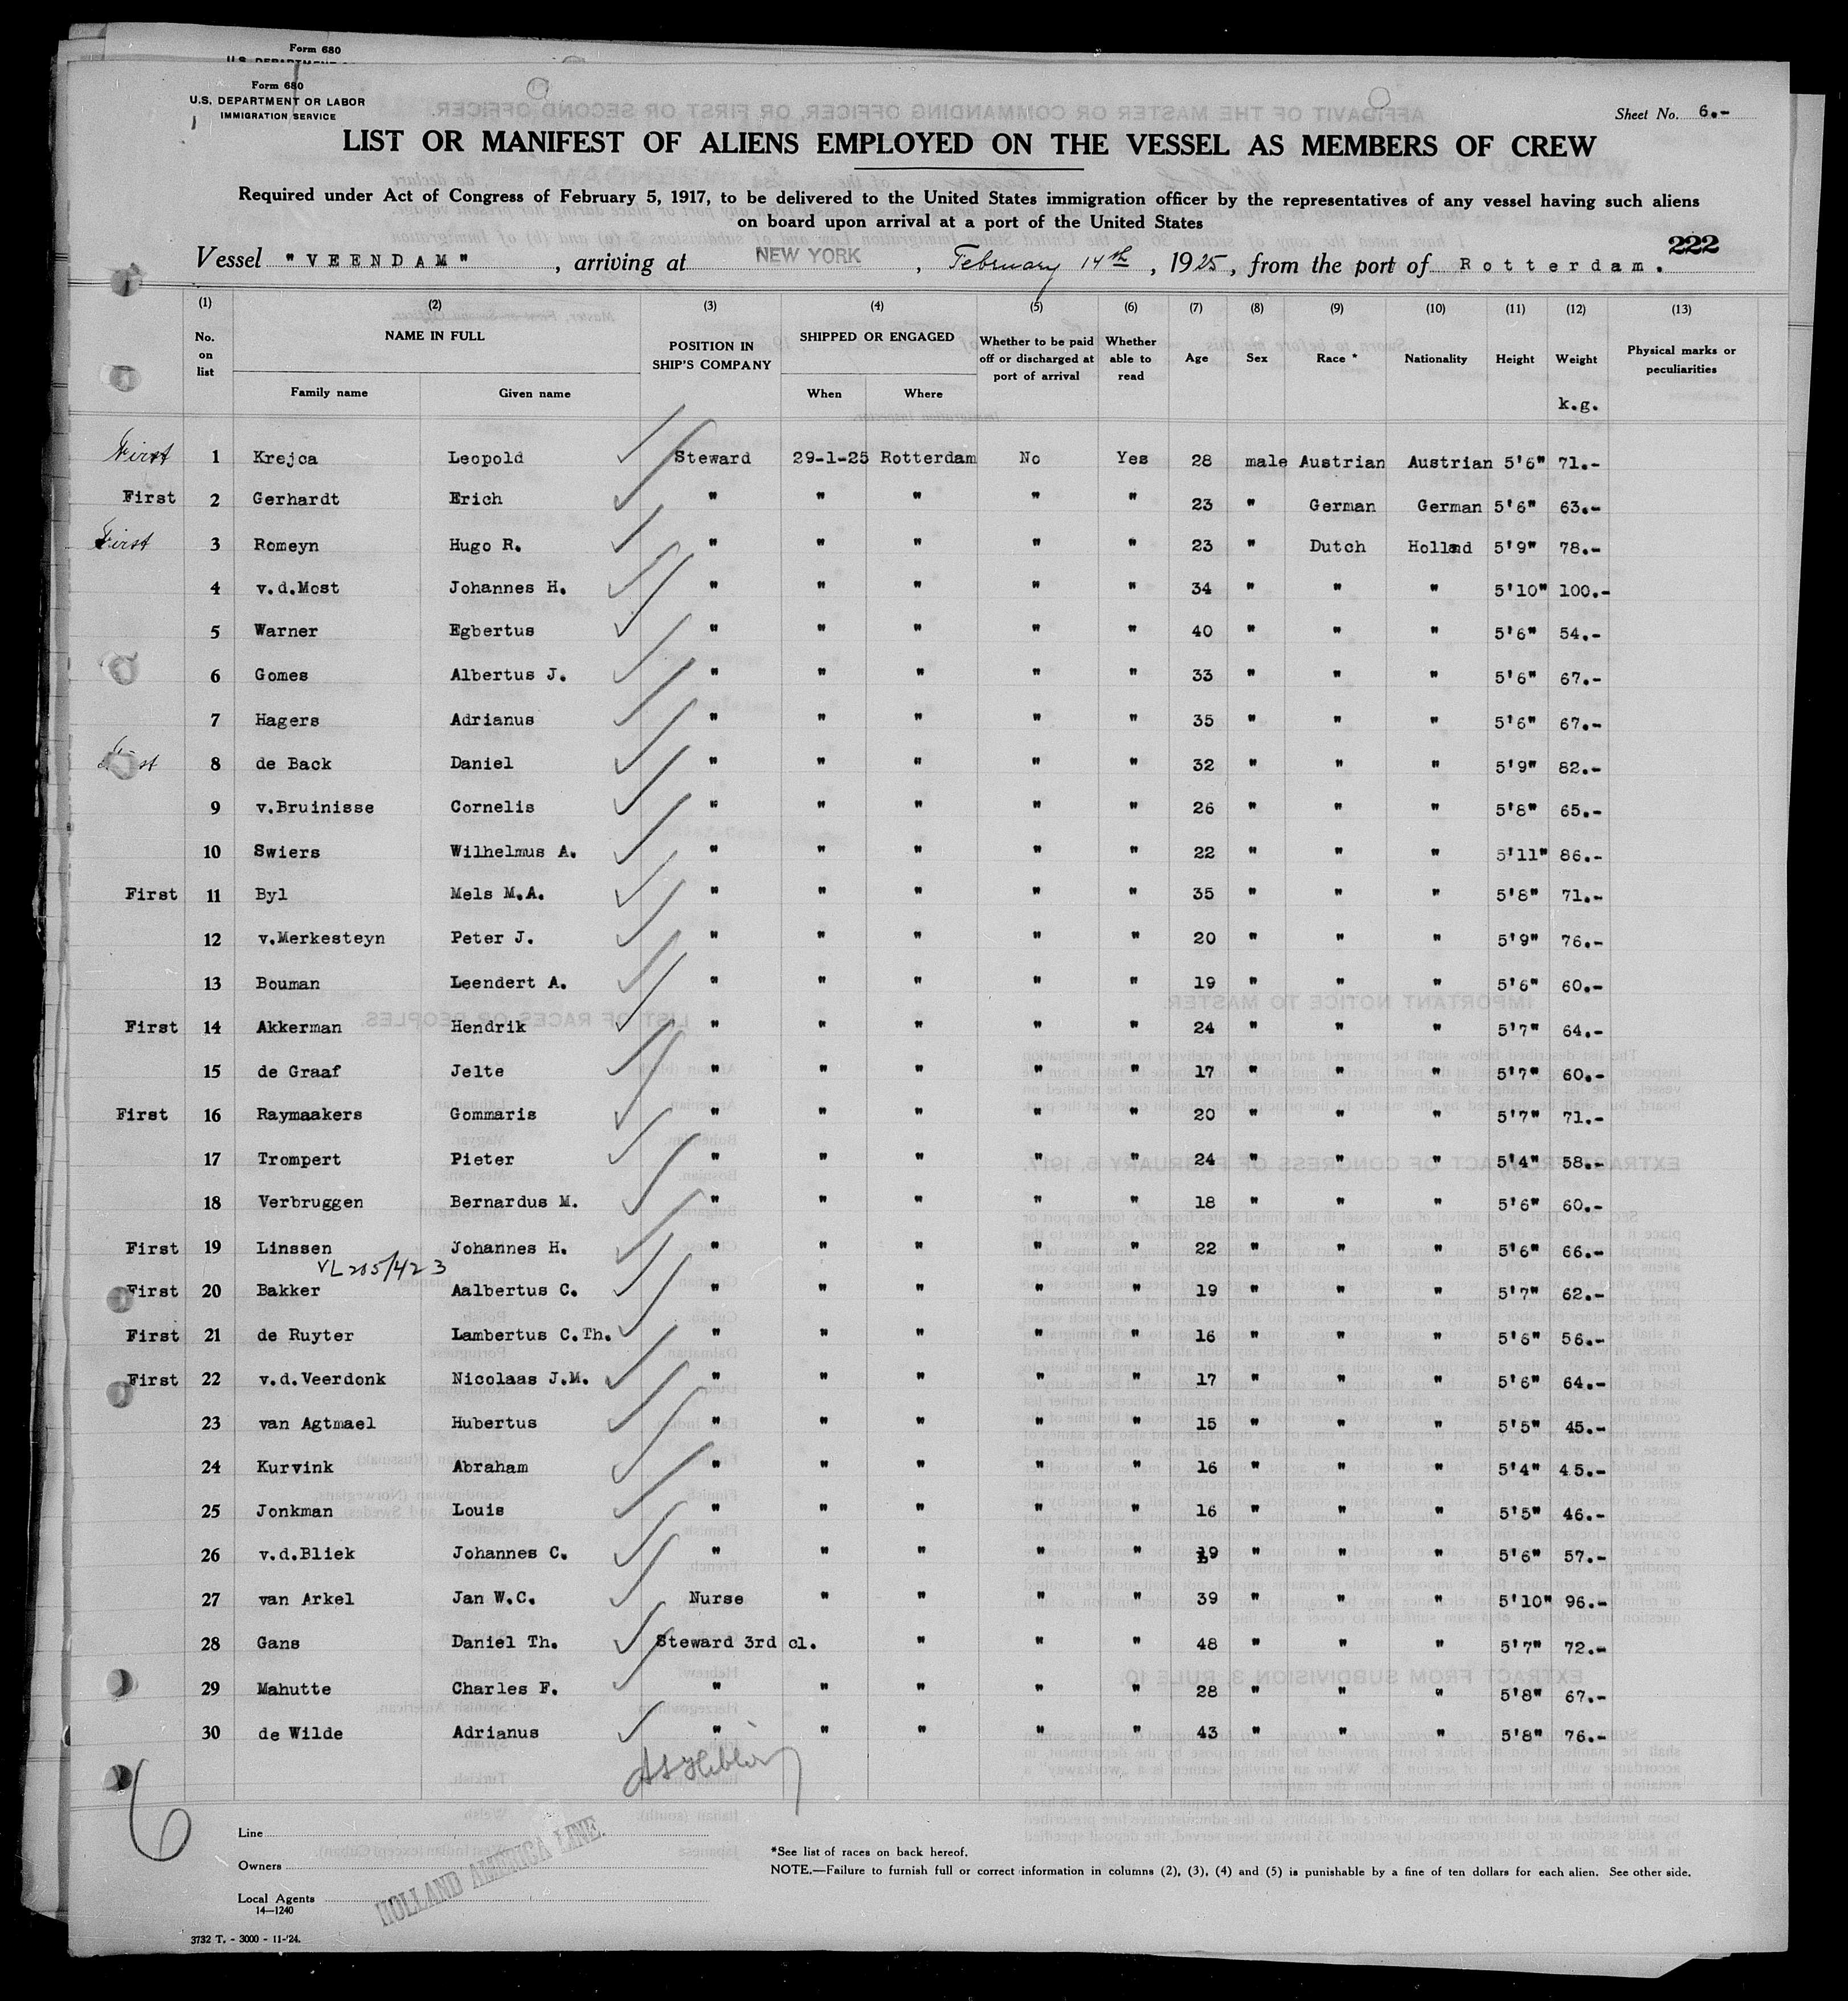 Form 680
U.S. DEPARTMENT
Form 680
U.S. DEPARTMENT OR LABOR
IMMIGRATION SERVICE
Sheet No. 6.-
LIST OR MANIFEST OF ALIENS EMPLOYED ON THE VESSEL AS MEMBERS OF CREW
Required under Act of Congress of February 5, 1917, to be delivered to the United States immigration officer by the representatives of any vessel having such aliens
on board upon arrival at a port of the United States
222
Vessel "VEENDAM", arriving at NEW YORK, February 14th, 1925, from the port of Rotterdam.
(1) (2) (3) (4) (5) (6) (7) (8) (9) (10) (11) (12) (13)
No. on list NAME IN FULL POSITION IN SHIP'S COMPANY SHIPPED OR ENGAGED Whether to be paid off or discharged at port of arrival Whether able to read Age Sex Race * Nationality Height Weight Physical marks or peculiarities
Family name Given name When Where k.g.
First 1 Krejca Leopold Steward 29-1-25 Rotterdam No Yes 28 male Austrian Austrian 5'6" 71.-
First 2 Gerhardt Erich " " " " " 23 " German German 5'6" 63.-
First 3 Romeyn Hugo R. " " " " " 23 " Dutch Holland 5'9" 78.-
4 v.d.Most Johannes H. " " " " " 34 " " " 5'10" 100.-
5 Warner Egbertus " " " " " 40 " " " 5'6" 54.-
6 Gomes Albertus J. " " " " " 33 " " " 5'6" 67.-
7 Hagers Adrianus " " " " " 35 " " " 5'6" 67.-
8 de Back Daniel " " " " " 32 " " " 5'9" 82.-
9 v.Bruinisse Cornelis " " " " " 26 " " " 5'8" 65.-
10 Swiers Wilhelmus A. " " " " " 22 " " " 5'11" 86.-
First 11 Byl Mels M.A. " " " " " 35 " " " 5'8" 71.-
12 v.Merkesteyn Peter J. " " " " " 20 " " " 5'9" 76.-
13 Bouman Leendert A. " " " " " 19 " " " 5'6" 60.-
First 14 Akkerman Hendrik " " " " " 24 " " " 5'7" 64.-
15 de Graaf Jelte " " " " " 17 " " " 5'7" 60.-
First 16 Raymaakers Gommaris " " " " " 20 " " " 5'7" 71.-
17 Trompert Pieter " " " " " 24 " " " 5'4" 58.-
18 Verbruggen Bernardus M. " " " " " 18 " " " 5'6" 60.-
First 19 Linssen Johannes H. " " " " " 22 " " " 5'6" 66.-
VL205/423
First 20 Bakker Aalbertus C. " " " " " 19 " " " 5'7" 62.-
First 21 de Ruyter Lambertus C.Th. " " " " " 16 " " " 5'6" 56.-
First 22 v.d.Veerdonk Nicolaas J.M. " " " " " 17 " " " 5'6" 64.-
23 van Agtmael Hubertus " " " " " 15 " " " 5'5" 45.-
24 Kurvink Abraham " " " " " 16 " " " 5'4" 45.-
25 Jonkman Louis " " " " " 16 " " " 5'5" 46.-
26 v.d.Bliek Johannes C. " " " " " 19 " " " 5'6" 57.-
27 van Arkel Jan W.C. Nurse " " " " 39 " " " 5'10" 96.-
28 Gans Daniel Th. Steward 3rd cl. " " " 48 " " " 5'7" 72.-
29 Mahutte Charles F. " " " " " 28 " " " 5'8" 67.-
30 de Wilde Adrianus " " " " " 43 " " " 5'8" 76.-
6
Line
Owners
Local Agents
HOLLAND AMERICA LINE.
14—1240
*See list of races on back hereof.
NOTE.—Failure to furnish full or correct information in columns (2), (3), (4) and (5) is punishable by a fine of ten dollars for each alien. See other side.
3732 T. - 3000 - 11-'24.